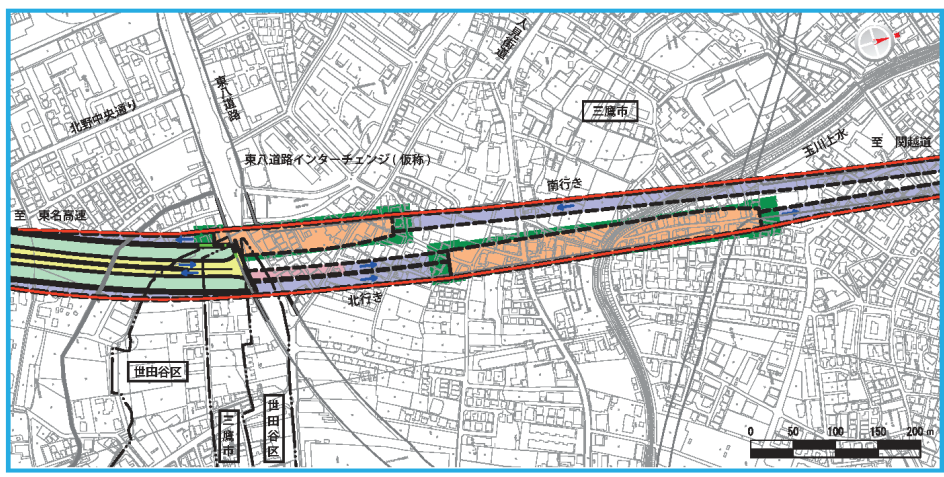 人見街道
三鷹市
東八道路
北野中央通り
玉川上水
至 関越道
東八道路インターチェンジ(仮称)
南行き
至 東名高速
北行き
世田谷区
三鷹市
世田谷区
0 50 100 150 200 m